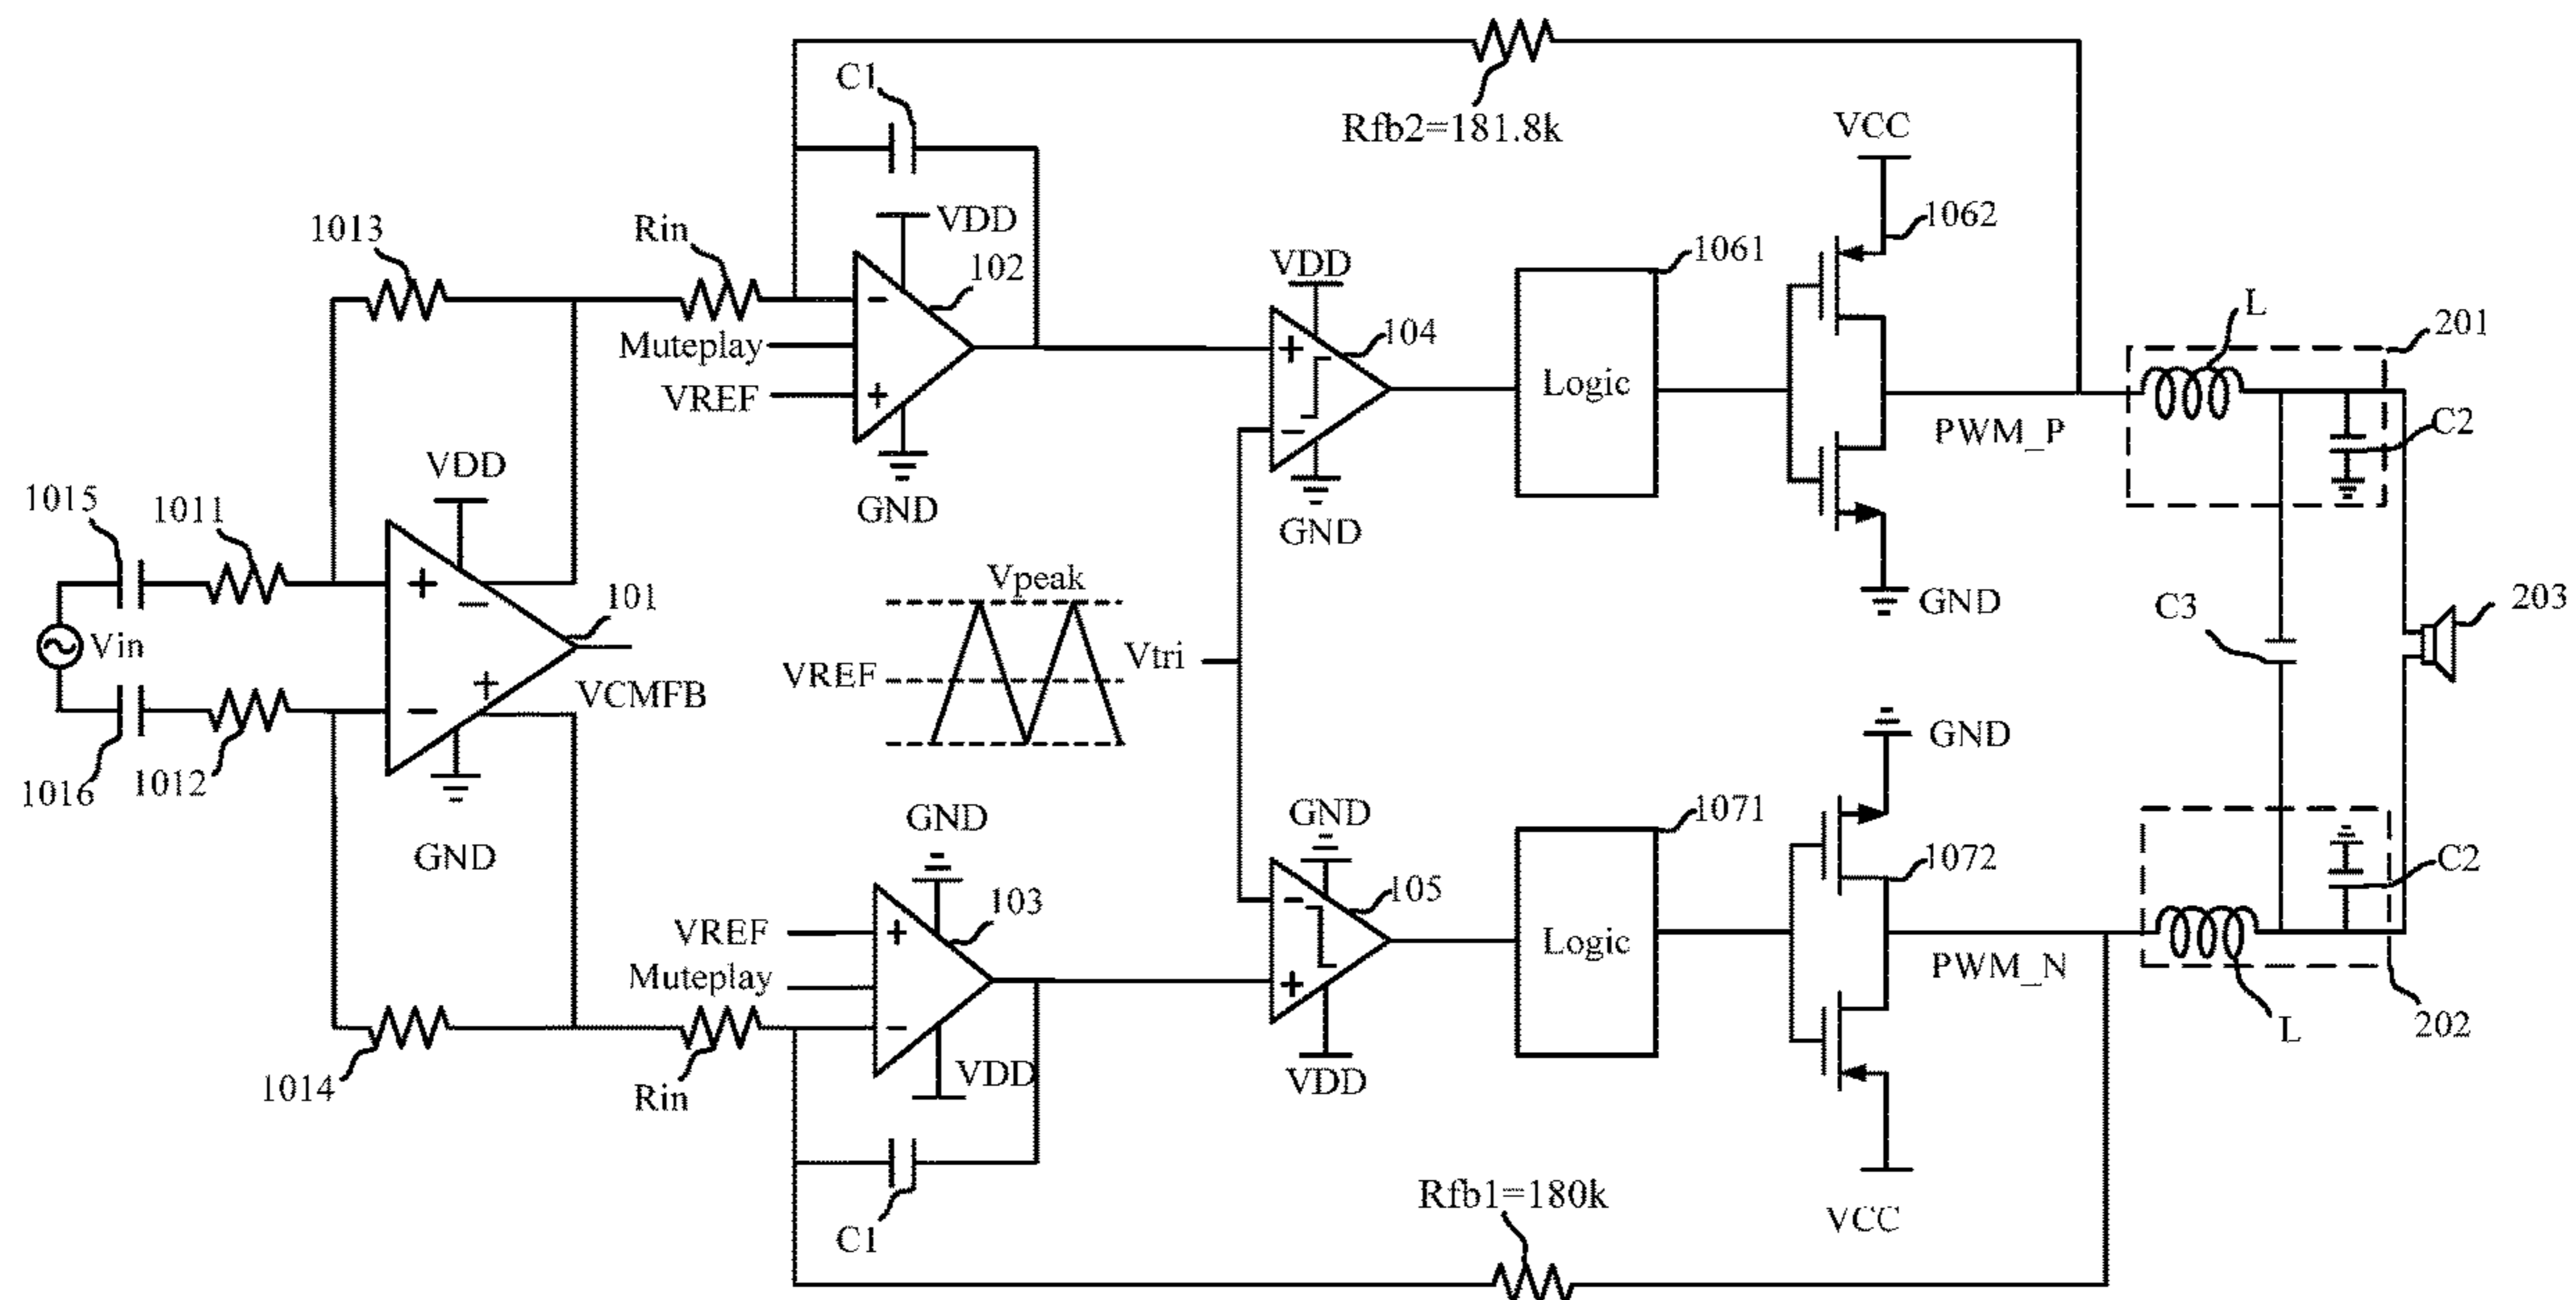 C1
Rfb2=181.8k
VCC
1013
Rin
VDD
102
1062
1061
Muteplay
VREF
VDD
104
Logic
L
201
GND
PWM_P
C2
VDD
GND
1015
1011
101
Vin
VCMFB
Vpeak
VREF
Vtri
GND
C3
203
1016
1012
GND
GND
GND
GND
1071
1072
103
105
VREF
Muteplay
Logic
PWM_N
C2
L
202
1014
Rin
VDD
VDD
C1
Rfb1=180k
VCC